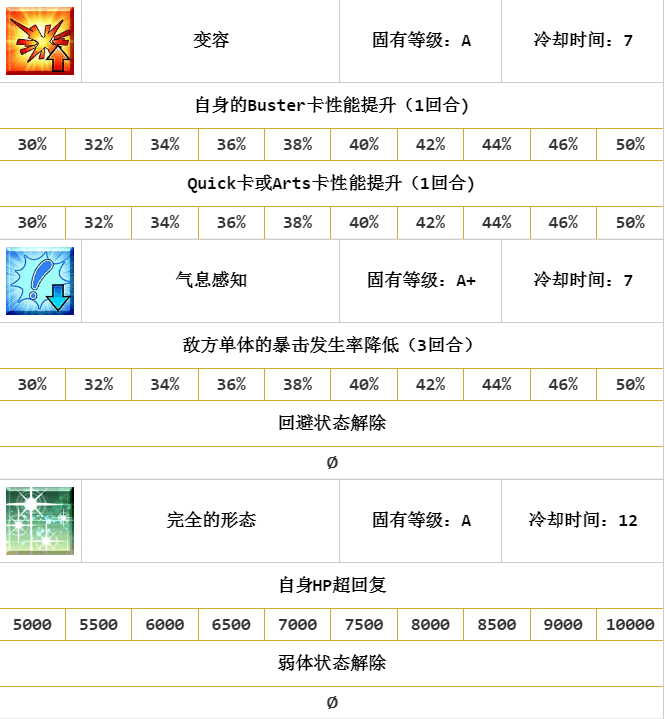 变容 固有等级：A 冷却时间：7
自身的Buster卡性能提升（1回合)
30% 32% 34% 36% 38% 40% 42% 44% 46% 50%
Quick卡或Arts卡性能提升（1回合)
30% 32% 34% 36% 38% 40% 42% 44% 46% 50%
气息感知 固有等级：A+ 冷却时间：7
敌方单体的暴击发生率降低（3回合）
30% 32% 34% 36% 38% 40% 42% 44% 46% 50%
回避状态解除
Ø
完全的形态 固有等级：A 冷却时间：12
自身HP超回复
5000 5500 6000 6500 7000 7500 8000 8500 9000 10000
弱体状态解除
Ø